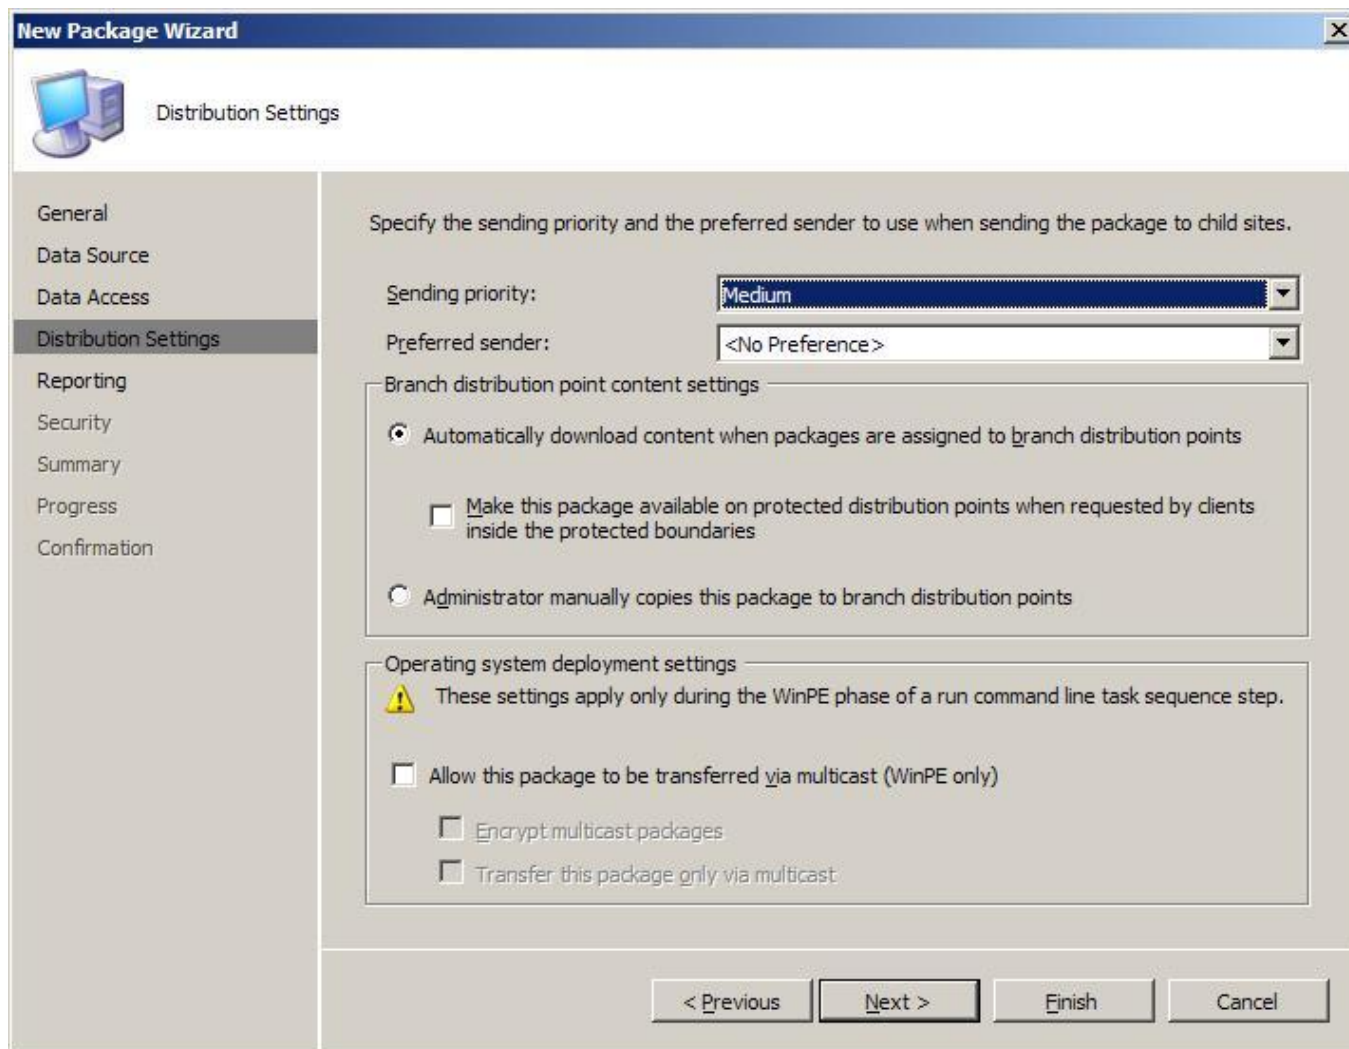 New Package Wizard
Distribution Settings
General
Data Source
Data Access
Distribution Settings
Reporting
Security
Summary
Progress
Confirmation
Specify the sending priority and the preferred sender to use when sending the package to child sites.
Sending priority:
Medium
Preferred sender:
<No Preference>
Branch distribution point content settings
Automatically download content when packages are assigned to branch distribution points
Make this package available on protected distribution points when requested by clients
inside the protected boundaries
Administrator manually copies this package to branch distribution points
Operating system deployment settings
These settings apply only during the WinPE phase of a run command line task sequence step.
Allow this package to be transferred via multicast (WinPE only)
Encrypt multicast packages
Transfer this package only via multicast
< Previous
Next >
Finish
Cancel